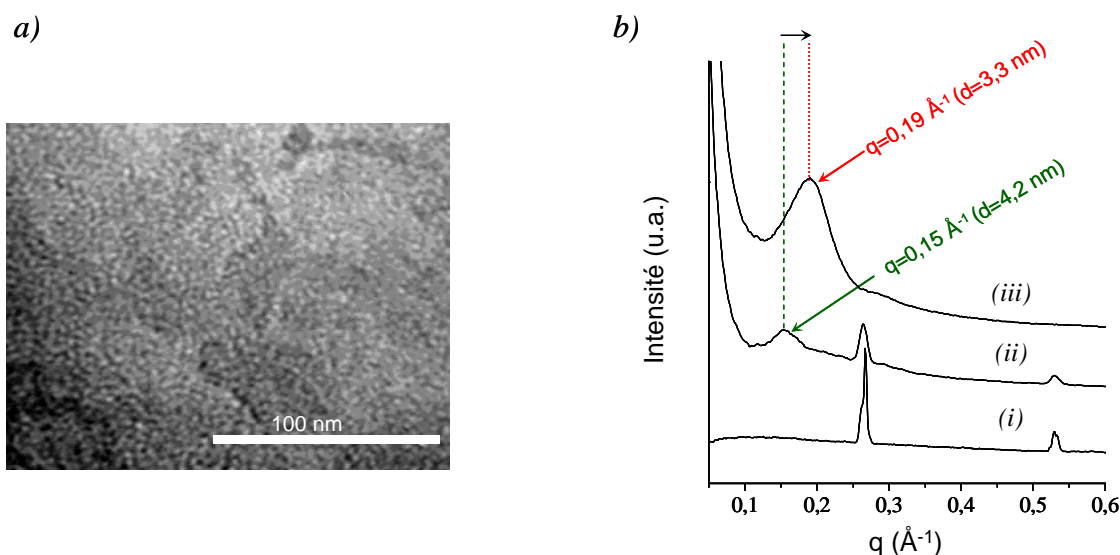 a)
100 nm
b)
q=0,19 Å⁻¹ (d=3,3 nm)
q=0,15 Å⁻¹ (d=4,2 nm)
Intensité (u.a.)
(iii)
(ii)
(i)
0,1 0,2 0,3 0,4 0,5 0,6
q (Å⁻¹)